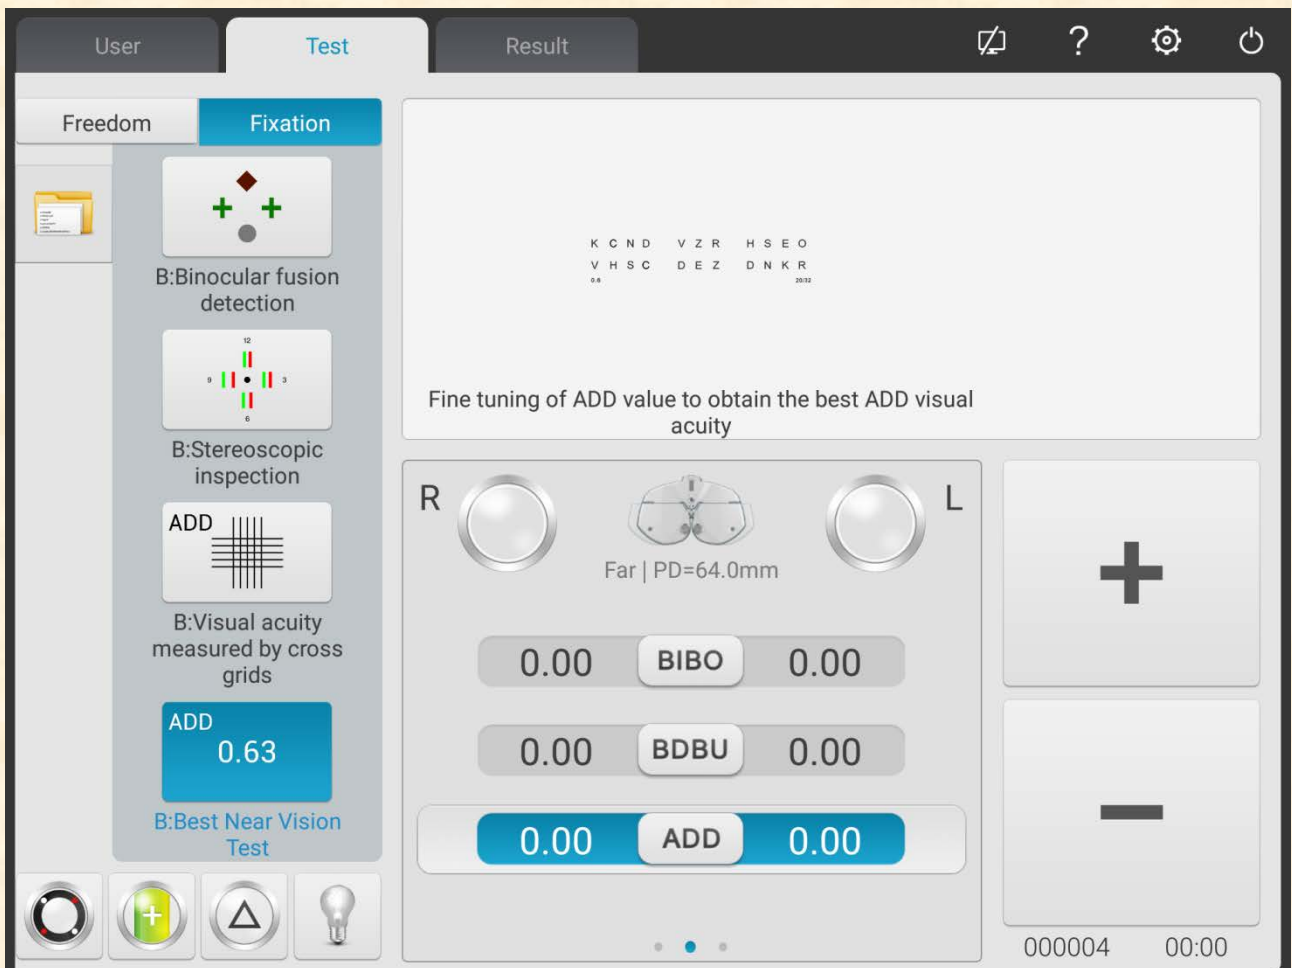 User
Test
Result
?
Freedom
Fixation
B:Binocular fusion
detection
12
9
3
6
B:Stereoscopic
inspection
ADD
B:Visual acuity
measured by cross
grids
ADD
0.63
B:Best Near Vision
Test
K C N D V Z R H S E O
V H S C D E Z D N K R
0.6 20/32
Fine tuning of ADD value to obtain the best ADD visual
acuity
R
L
Far | PD=64.0mm
0.00 BIBO 0.00
0.00 BDBU 0.00
0.00 ADD 0.00
+
−
000004 00:00